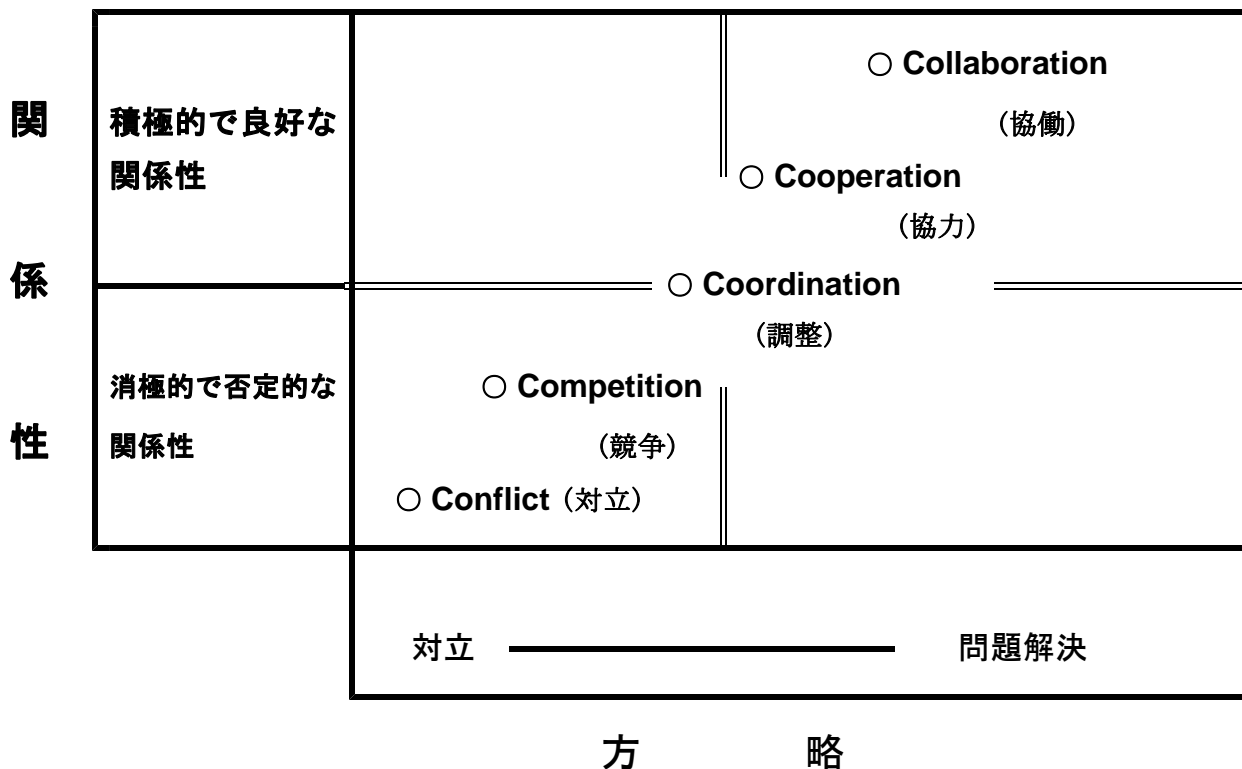 関係性
積極的で良好な
関係性
消極的で否定的な
関係性
○ Collaboration
（協働）
○ Cooperation
（協力）
○ Coordination
（調整）
○ Competition
（競争）
○ Conflict（対立）
対立 問題解決
方略